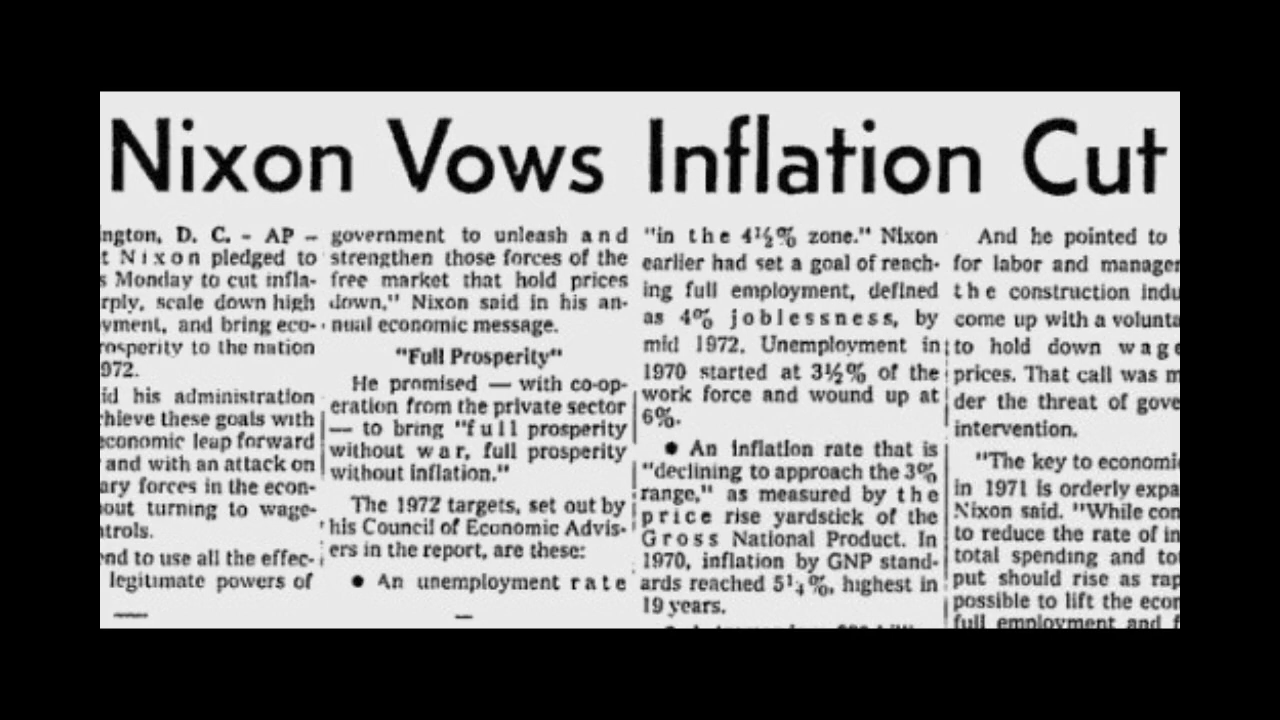 Nixon Vows Inflation Cut
ngton, D. C. - AP -
t Nixon pledged to
s Monday to cut infla-
rply, scale down high
yment, and bring eco-
rosperity to the nation
972.
id his administration
chieve these goals with
economic leap forward
and with an attack on
ary forces in the econ-
out turning to wage-
ntrols.
end to use all the effec-
legitimate powers of
government to unleash and
strengthen those forces of the
free market that hold prices
down," Nixon said in his an-
nual economic message.
"Full Prosperity"
He promised — with co-op-
eration from the private sector
— to bring "full prosperity
without war, full prosperity
without inflation."
The 1972 targets, set out by
his Council of Economic Advis-
ers in the report, are these:
● An unemployment rate
"in the 4½% zone." Nixon
earlier had set a goal of reach-
ing full employment, defined
as 4% joblessness, by
mid 1972. Unemployment in
1970 started at 3½% of the
work force and wound up at
6%.
● An inflation rate that is
"declining to approach the 3%
range," as measured by the
price rise yardstick of the
Gross National Product. In
1970, inflation by GNP stand-
ards reached 5¼%, highest in
19 years.
And he pointed to
for labor and manager
the construction indu
come up with a volunta
to hold down wage
prices. That call was m
der the threat of gove
intervention.
"The key to economi
in 1971 is orderly expa
Nixon said. "While con
to reduce the rate of in
total spending and to
put should rise as rap
possible to lift the econ
full employment and f